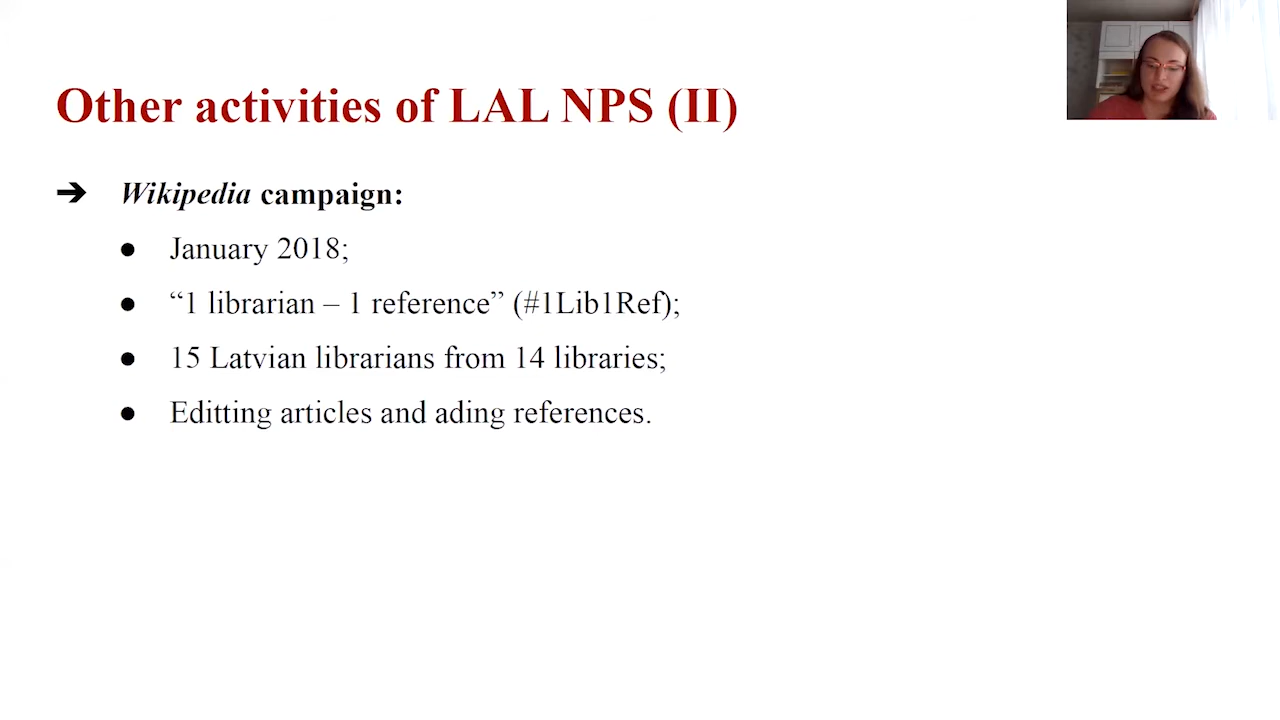 Other activities of LAL NPS (II)
➔ Wikipedia campaign:
● January 2018;
● “1 librarian – 1 reference” (#1Lib1Ref);
● 15 Latvian librarians from 14 libraries;
● Editting articles and ading references.